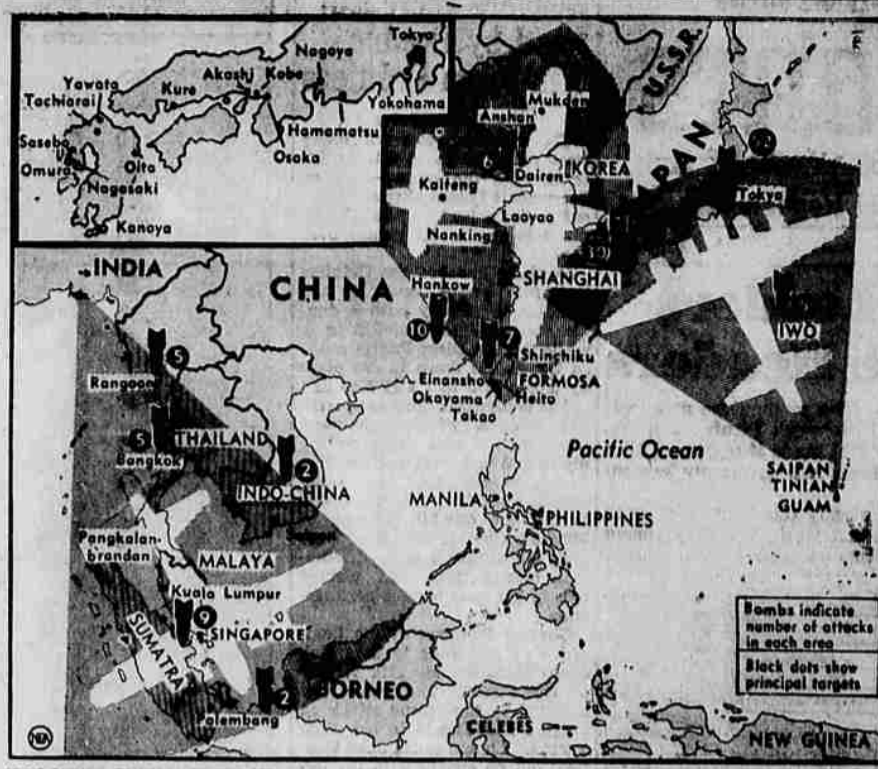 Tokyo
Nagoya
Akashi Kobe
Yawata
Tachiarai
Kure
Yokohama
Hamamatsu
Sasebo
Omura
Oita
Osaka
Nagasaki
Kanoya
U.S.S.R.
Mukden
Anshan
6
Dairen
KOREA
JAPAN
Kaifeng
Laoyao
Tokyo
Nanking
INDIA
CHINA
SHANGHAI
Hankow
10
7
IWO
Shinchiku
FORMOSA
Einansho
Okayama
Heito
Takao
5
Rangoon
5
THAILAND
Bangkok
2
INDO-CHINA
Saigon
Pacific Ocean
SAIPAN
TINIAN
GUAM
MANILA
PHILIPPINES
Pangkalan-
brandan
MALAYA
Kuala Lumpur
9
SINGAPORE
SUMATRA
2
BORNEO
Palembang
CELEBES
NEW GUINEA
Bombs indicate
number of attacks
in each area
Black dots show
principal targets
NEA